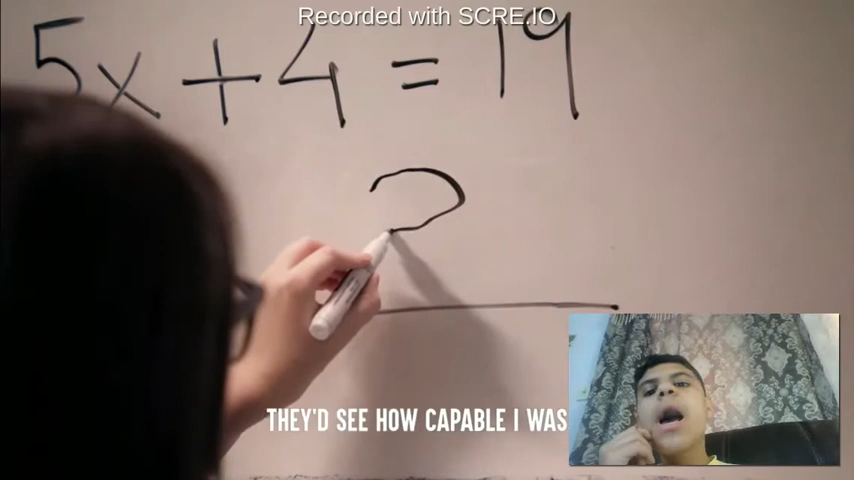 Recorded with SCRE.IO
5x + 4 = 19
?
THEY'D SEE HOW CAPABLE I WAS